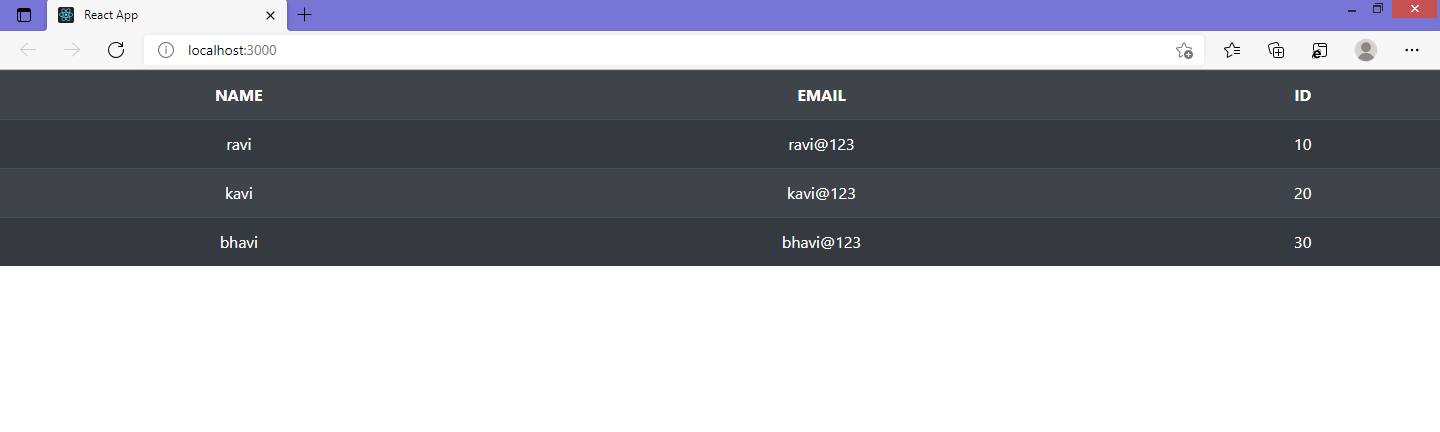 React App
localhost:3000
NAME EMAIL ID
ravi ravi@123 10
kavi kavi@123 20
bhavi bhavi@123 30